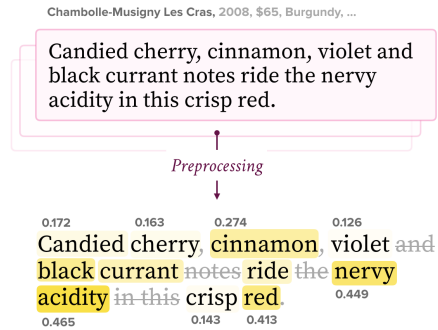 Chambolle-Musigny Les Cras, 2008, $65, Burgundy, ...
Candied cherry, cinnamon, violet and
black currant notes ride the nervy
acidity in this crisp red.
Preprocessing
0.172 0.163 0.274 0.126
Candied cherry, cinnamon, violet and
black currant notes ride the nervy
0.449
acidity in this crisp red.
0.465 0.143 0.413